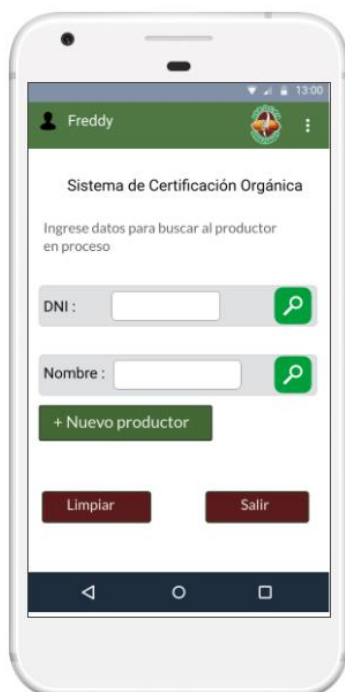 13:00
Freddy
Sistema de Certificación Orgánica
Ingrese datos para buscar al productor
en proceso
DNI :
Nombre :
+ Nuevo productor
Limpiar
Salir